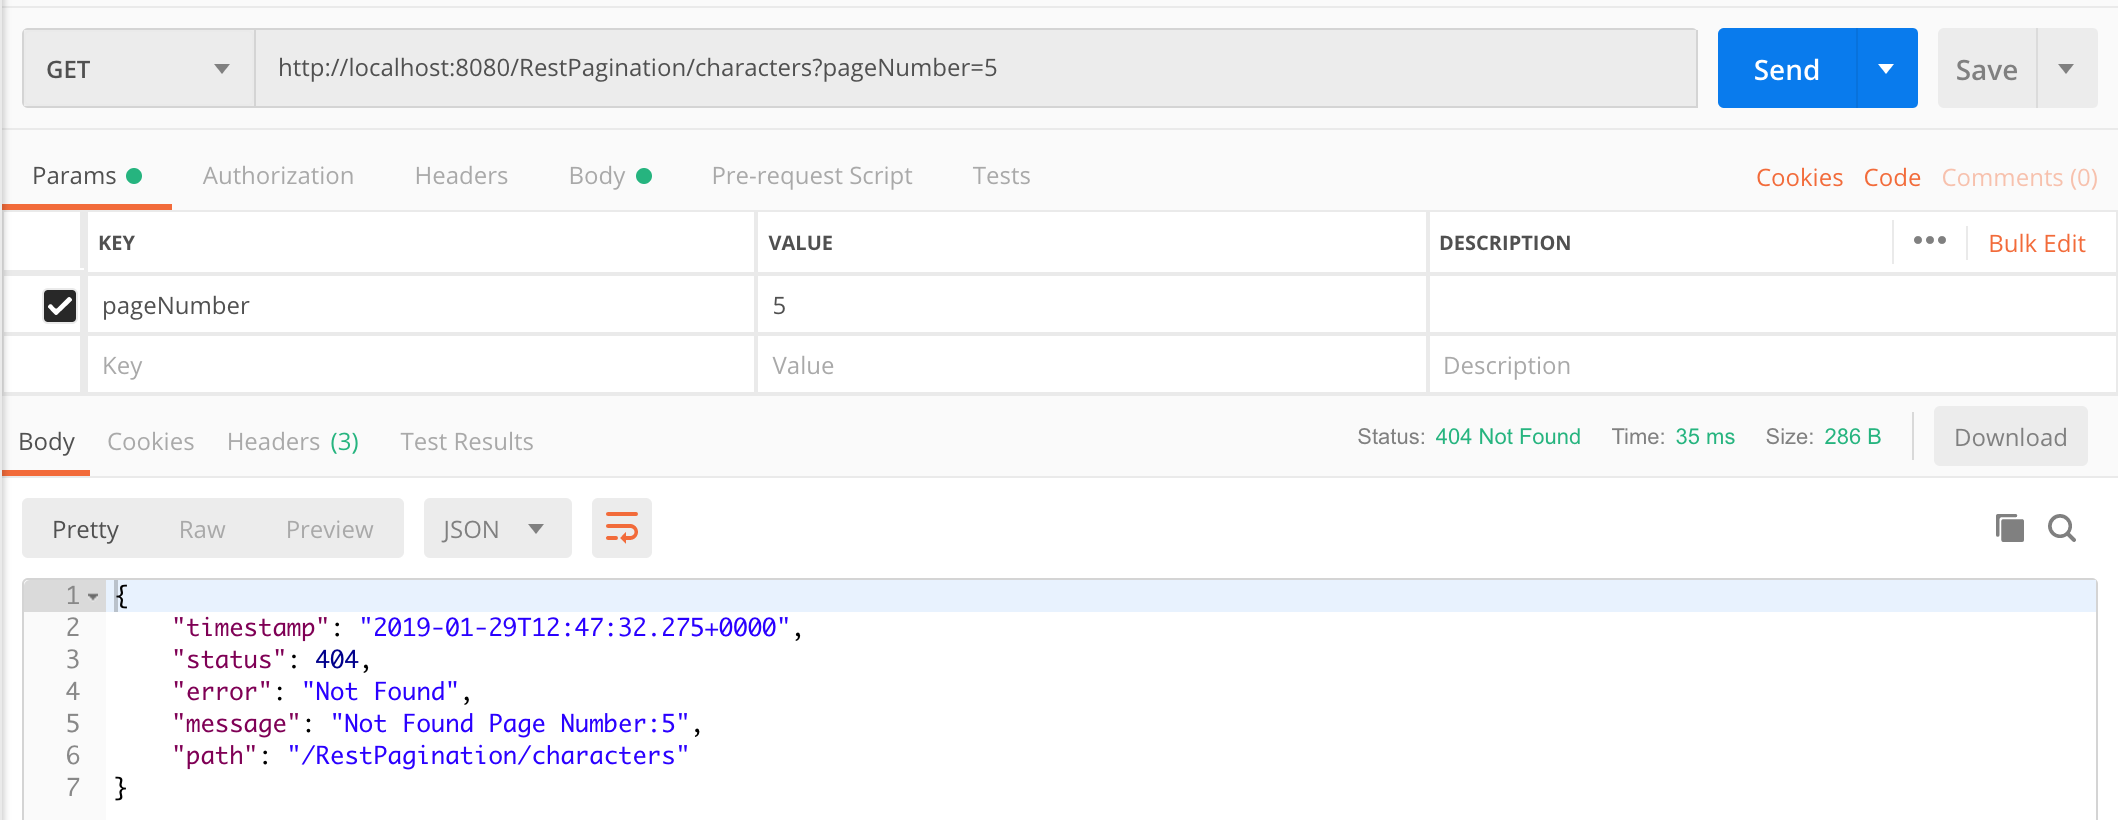 GET http://localhost:8080/RestPagination/characters?pageNumber=5 Send Save
Params Authorization Headers Body Pre-request Script Tests Cookies Code Comments (0)
KEY VALUE DESCRIPTION ••• Bulk Edit
pageNumber 5
Key Value Description
Body Cookies Headers (3) Test Results Status: 404 Not Found Time: 35 ms Size: 286 B Download
Pretty Raw Preview JSON
1 {
2 "timestamp": "2019-01-29T12:47:32.275+0000",
3 "status": 404,
4 "error": "Not Found",
5 "message": "Not Found Page Number:5",
6 "path": "/RestPagination/characters"
7 }